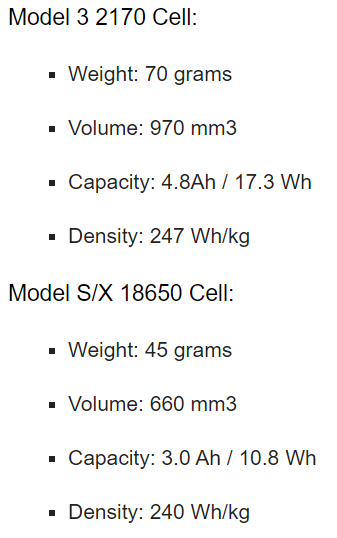 Model 3 2170 Cell:
Weight: 70 grams
Volume: 970 mm3
Capacity: 4.8Ah / 17.3 Wh
Density: 247 Wh/kg
Model S/X 18650 Cell:
Weight: 45 grams
Volume: 660 mm3
Capacity: 3.0 Ah / 10.8 Wh
Density: 240 Wh/kg